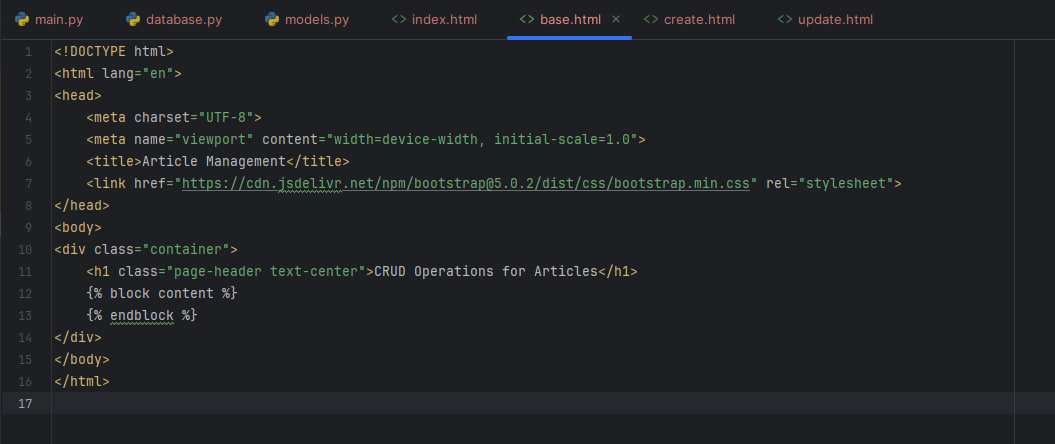 main.py database.py models.py <> index.html <> base.html × <> create.html <> update.html
1 <!DOCTYPE html>
2 <html lang="en">
3 <head>
4     <meta charset="UTF-8">
5     <meta name="viewport" content="width=device-width, initial-scale=1.0">
6     <title>Article Management</title>
7     <link href="https://cdn.jsdelivr.net/npm/bootstrap@5.0.2/dist/css/bootstrap.min.css" rel="stylesheet">
8 </head>
9 <body>
10 <div class="container">
11     <h1 class="page-header text-center">CRUD Operations for Articles</h1>
12     {% block content %}
13     {% endblock %}
14 </div>
15 </body>
16 </html>
17